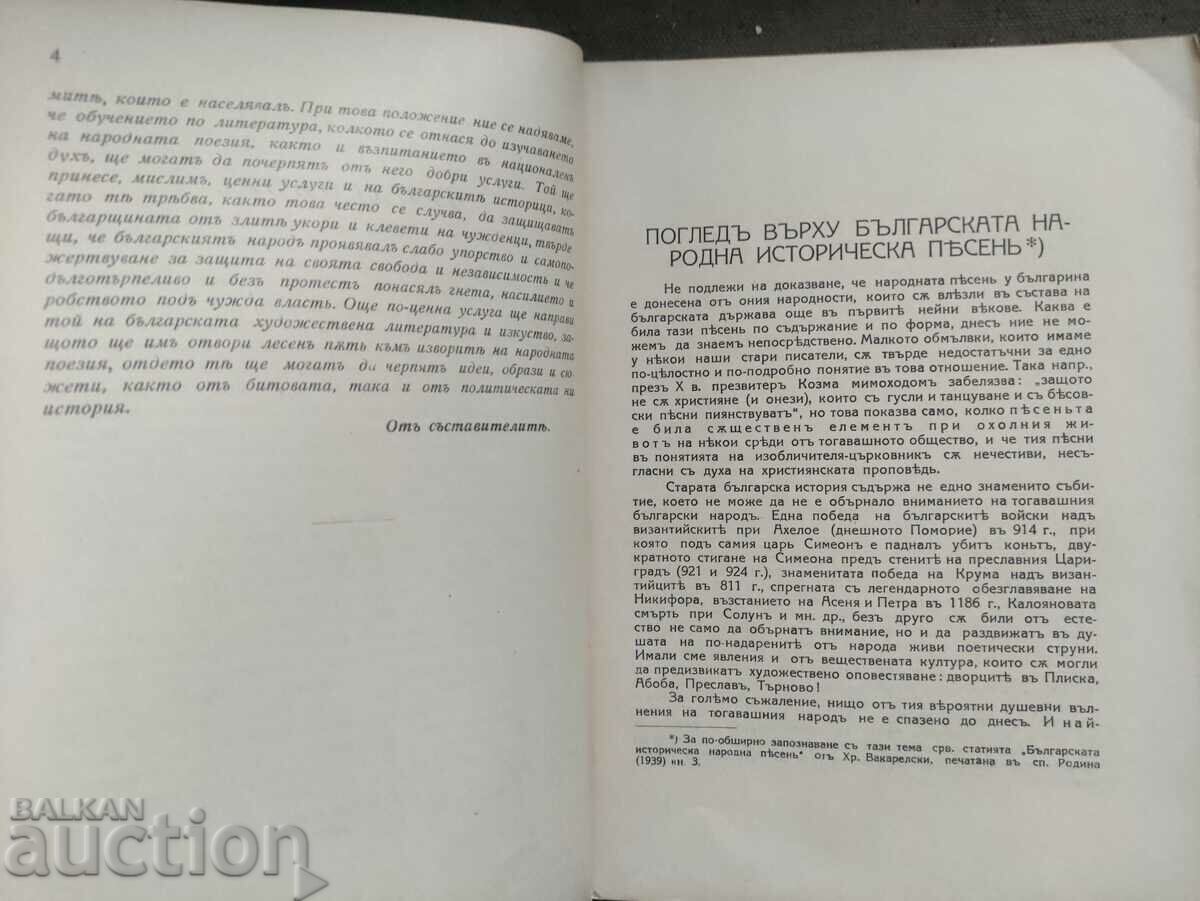 4
митѣ, които е населявалъ. При това положение ние се надяваме,
че обучението по литература, колкото се отнася до изучаването
на народната поезия, както и възпитанието въ националенъ
духъ, ще могатъ да почерпятъ отъ него добри услуги. Той ще
принесе, мислимъ, ценни услуги и на българскитѣ историци, ко-
гато тѣ трѣбва, както това често се случва, да защищаватъ
българщината отъ злитѣ укори и клевети на чужденци, твърде-
щи, че българскиятъ народъ проявявалъ слабо упорство и самопо-
жертвуване за защита на своята свобода и независимость и че
дълготърпеливо и безъ протестъ понасялъ гнета, насилието и
робството подъ чужда власть. Още по-ценна услуга ще направи
той на българската художествена литература и изкуство, за-
щото ще имъ отвори лесенъ пѫть къмъ изворитѣ на народната
поезия, отдето тѣ ще могатъ да черпятъ идеи, образи и сю-
жети, както отъ битовата, така и отъ политическата ни
история.
Отъ съставителитѣ.
ПОГЛЕДЪ ВЪРХУ БЪЛГАРСКАТА НА-
РОДНА ИСТОРИЧЕСКА ПѢСЕНЬ*)
Не подлежи на доказване, че народната пѣсень у българина
е донесена отъ ония народности, които сѫ влѣзли въ състава на
българската държава още въ първитѣ нейни вѣкове. Каква е
била тази пѣсень по съдържание и по форма, днесъ ние не мо-
жемъ да знаемъ непосрѣдствено. Малкото обмълвки, които имаме
у нѣкои наши стари писатели, сѫ твърде недостатъчни за едно
по-цѣлостно и по-подробно понятие въ това отношение. Така напр.,
презъ X в. презвитеръ Козма мимоходомъ забелязва: „защото
не сѫ християне (и онези), които съ гусли и танцуване и съ бѣсов-
ски пѣсни пиянствуватъ“, но това показва само, колко пѣсеньта
е била сѫщественъ елементъ при охолния жи-
вотъ на нѣкои срѣди отъ тогавашното общество, и че тия пѣсни
въ понятията на изобличителя-църковникъ сѫ нечестиви, несъ-
гласни съ духа на християнската проповѣдь.
Старата българска история съдържа не едно знаменито съби-
тие, което не може да не е обърнало вниманието на тогавашния
български народъ. Една победа на българскитѣ войски надъ
византийскитѣ при Ахелое (днешното Поморие) въ 914 г., при
която подъ самия царь Симеонъ е падналъ убитъ коньтъ, дву-
кратното стигане на Симеона предъ стенитѣ на преславния Цари-
градъ (921 и 924 г.), знаменитата победа на Крума надъ визан-
тийцитѣ въ 811 г., спрегната съ легендарното обезглавяване на
Никифора, възстанието на Асеня и Петра въ 1186 г., Калояновата
смърть при Солунъ и мн. др., безъ друго сѫ били отъ есте-
ство не само да обърнатъ внимание, но и да раздвижатъ въ ду-
шата на по-надаренитѣ отъ народа живи поетически струни.
Имали сме явления и отъ веществената култура, които сѫ могли
да предизвикатъ художествено оповестяване: дворцитѣ въ Плиска,
Абоба, Преславъ, Търново!
За голѣмо съжаление, нищо отъ тия вѣроятни душевни въл-
нения на тогавашния народъ не е спазено до днесъ. И най-
*) За по-обширно запознаване съ тази тема срв. статията „Българската
историческа народна пѣсень“ отъ Хр. Вакарелски, печатана въ сп. Родина
(1939) кн. 3.
BALKAN
auction